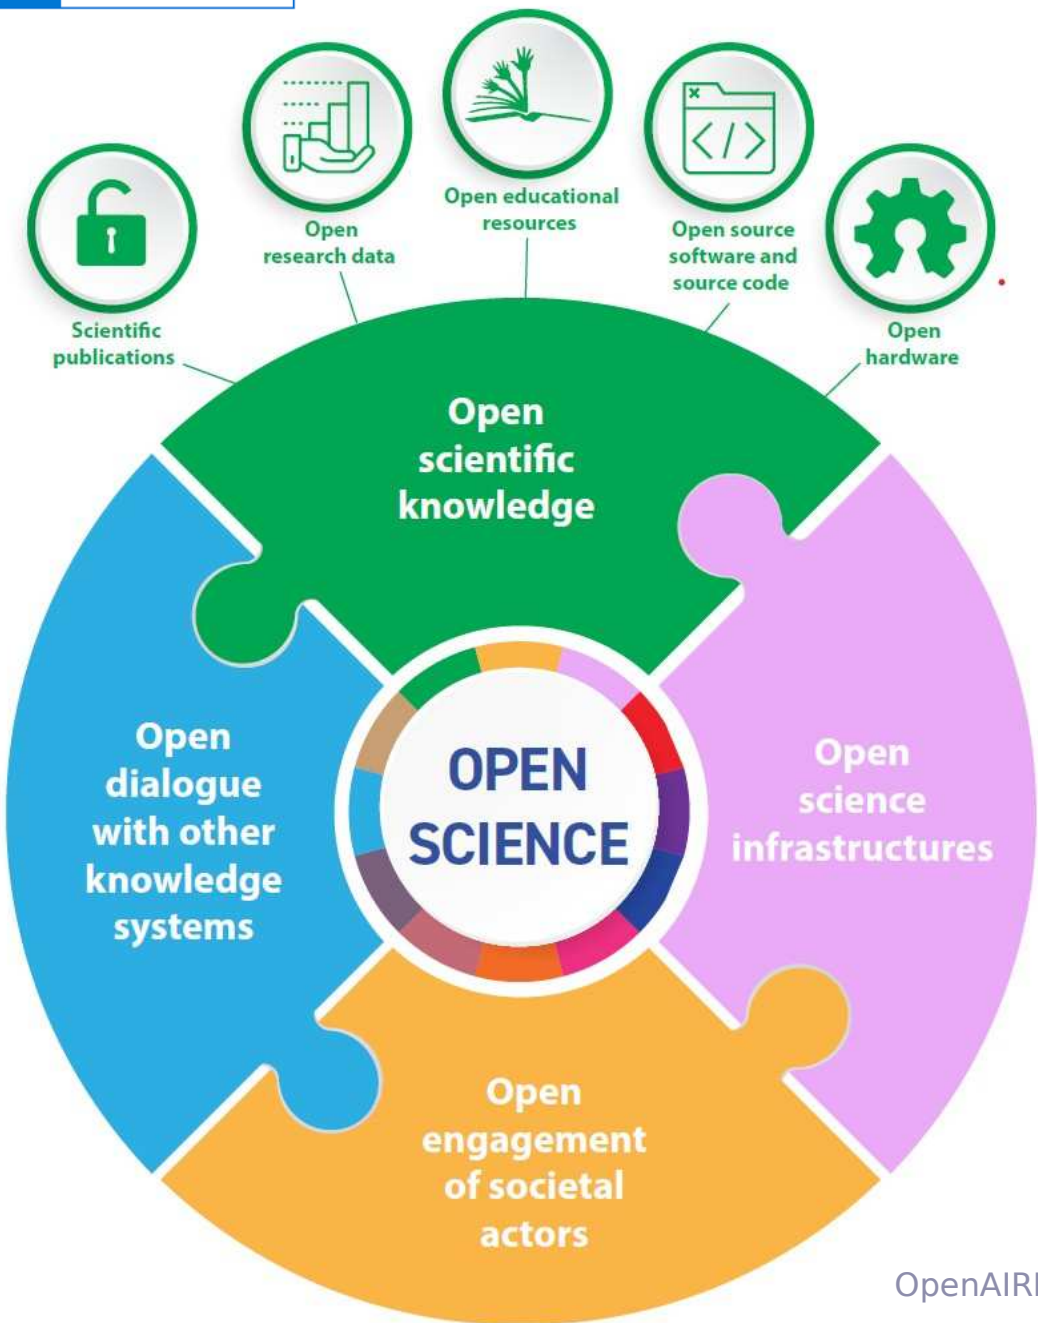 Open educational
resources
Open
research data
Open source
software and
source code
Scientific
publications
Open
hardware
Open
scientific
knowledge
Open
dialogue
with other
knowledge
systems
OPEN
SCIENCE
Open
science
infrastructures
Open
engagement
of societal
actors